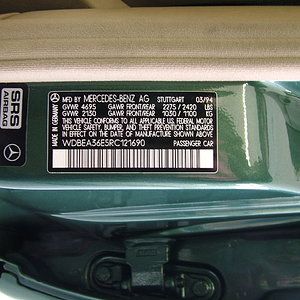 SRS
AIRBAG
MADE IN GERMANY
MFD BY MERCEDES-BENZ AG STUTTGART 03/94
GVWR 4695 GAWR FRONT/REAR 2275 / 2420 LBS
GVWR 2130 GAWR FRONT/REAR 1050 / 1100 KG
THIS VEHICLE CONFORMS TO ALL APPLICABLE U.S. FEDERAL MOTOR
VEHICLE SAFETY, BUMPER, AND THEFT PREVENTION STANDARDS
IN EFFECT ON THE DATE OF MANUFACTURE SHOWN ABOVE
WDBEA36E5RC121690 PASSENGER CAR